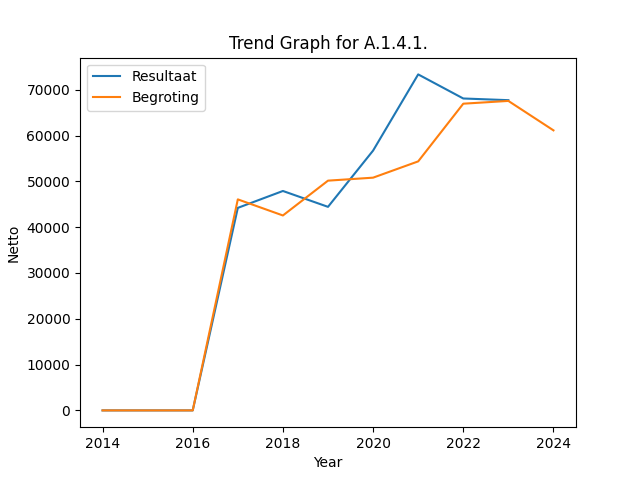 Trend Graph for A.1.4.1.
Resultaat
Begroting
70000
60000
50000
40000
30000
20000
10000
0
Netto
2014 2016 2018 2020 2022 2024
Year